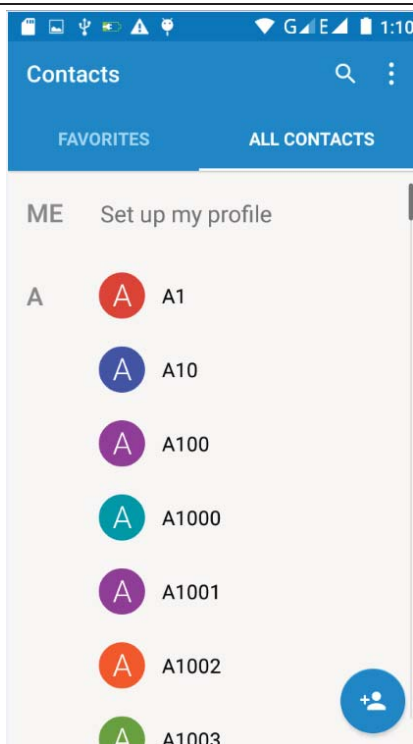 G E 1:10
Contacts
FAVORITES ALL CONTACTS
ME Set up my profile
A A A1
A A10
A A100
A A1000
A A1001
A A1002
A A1003